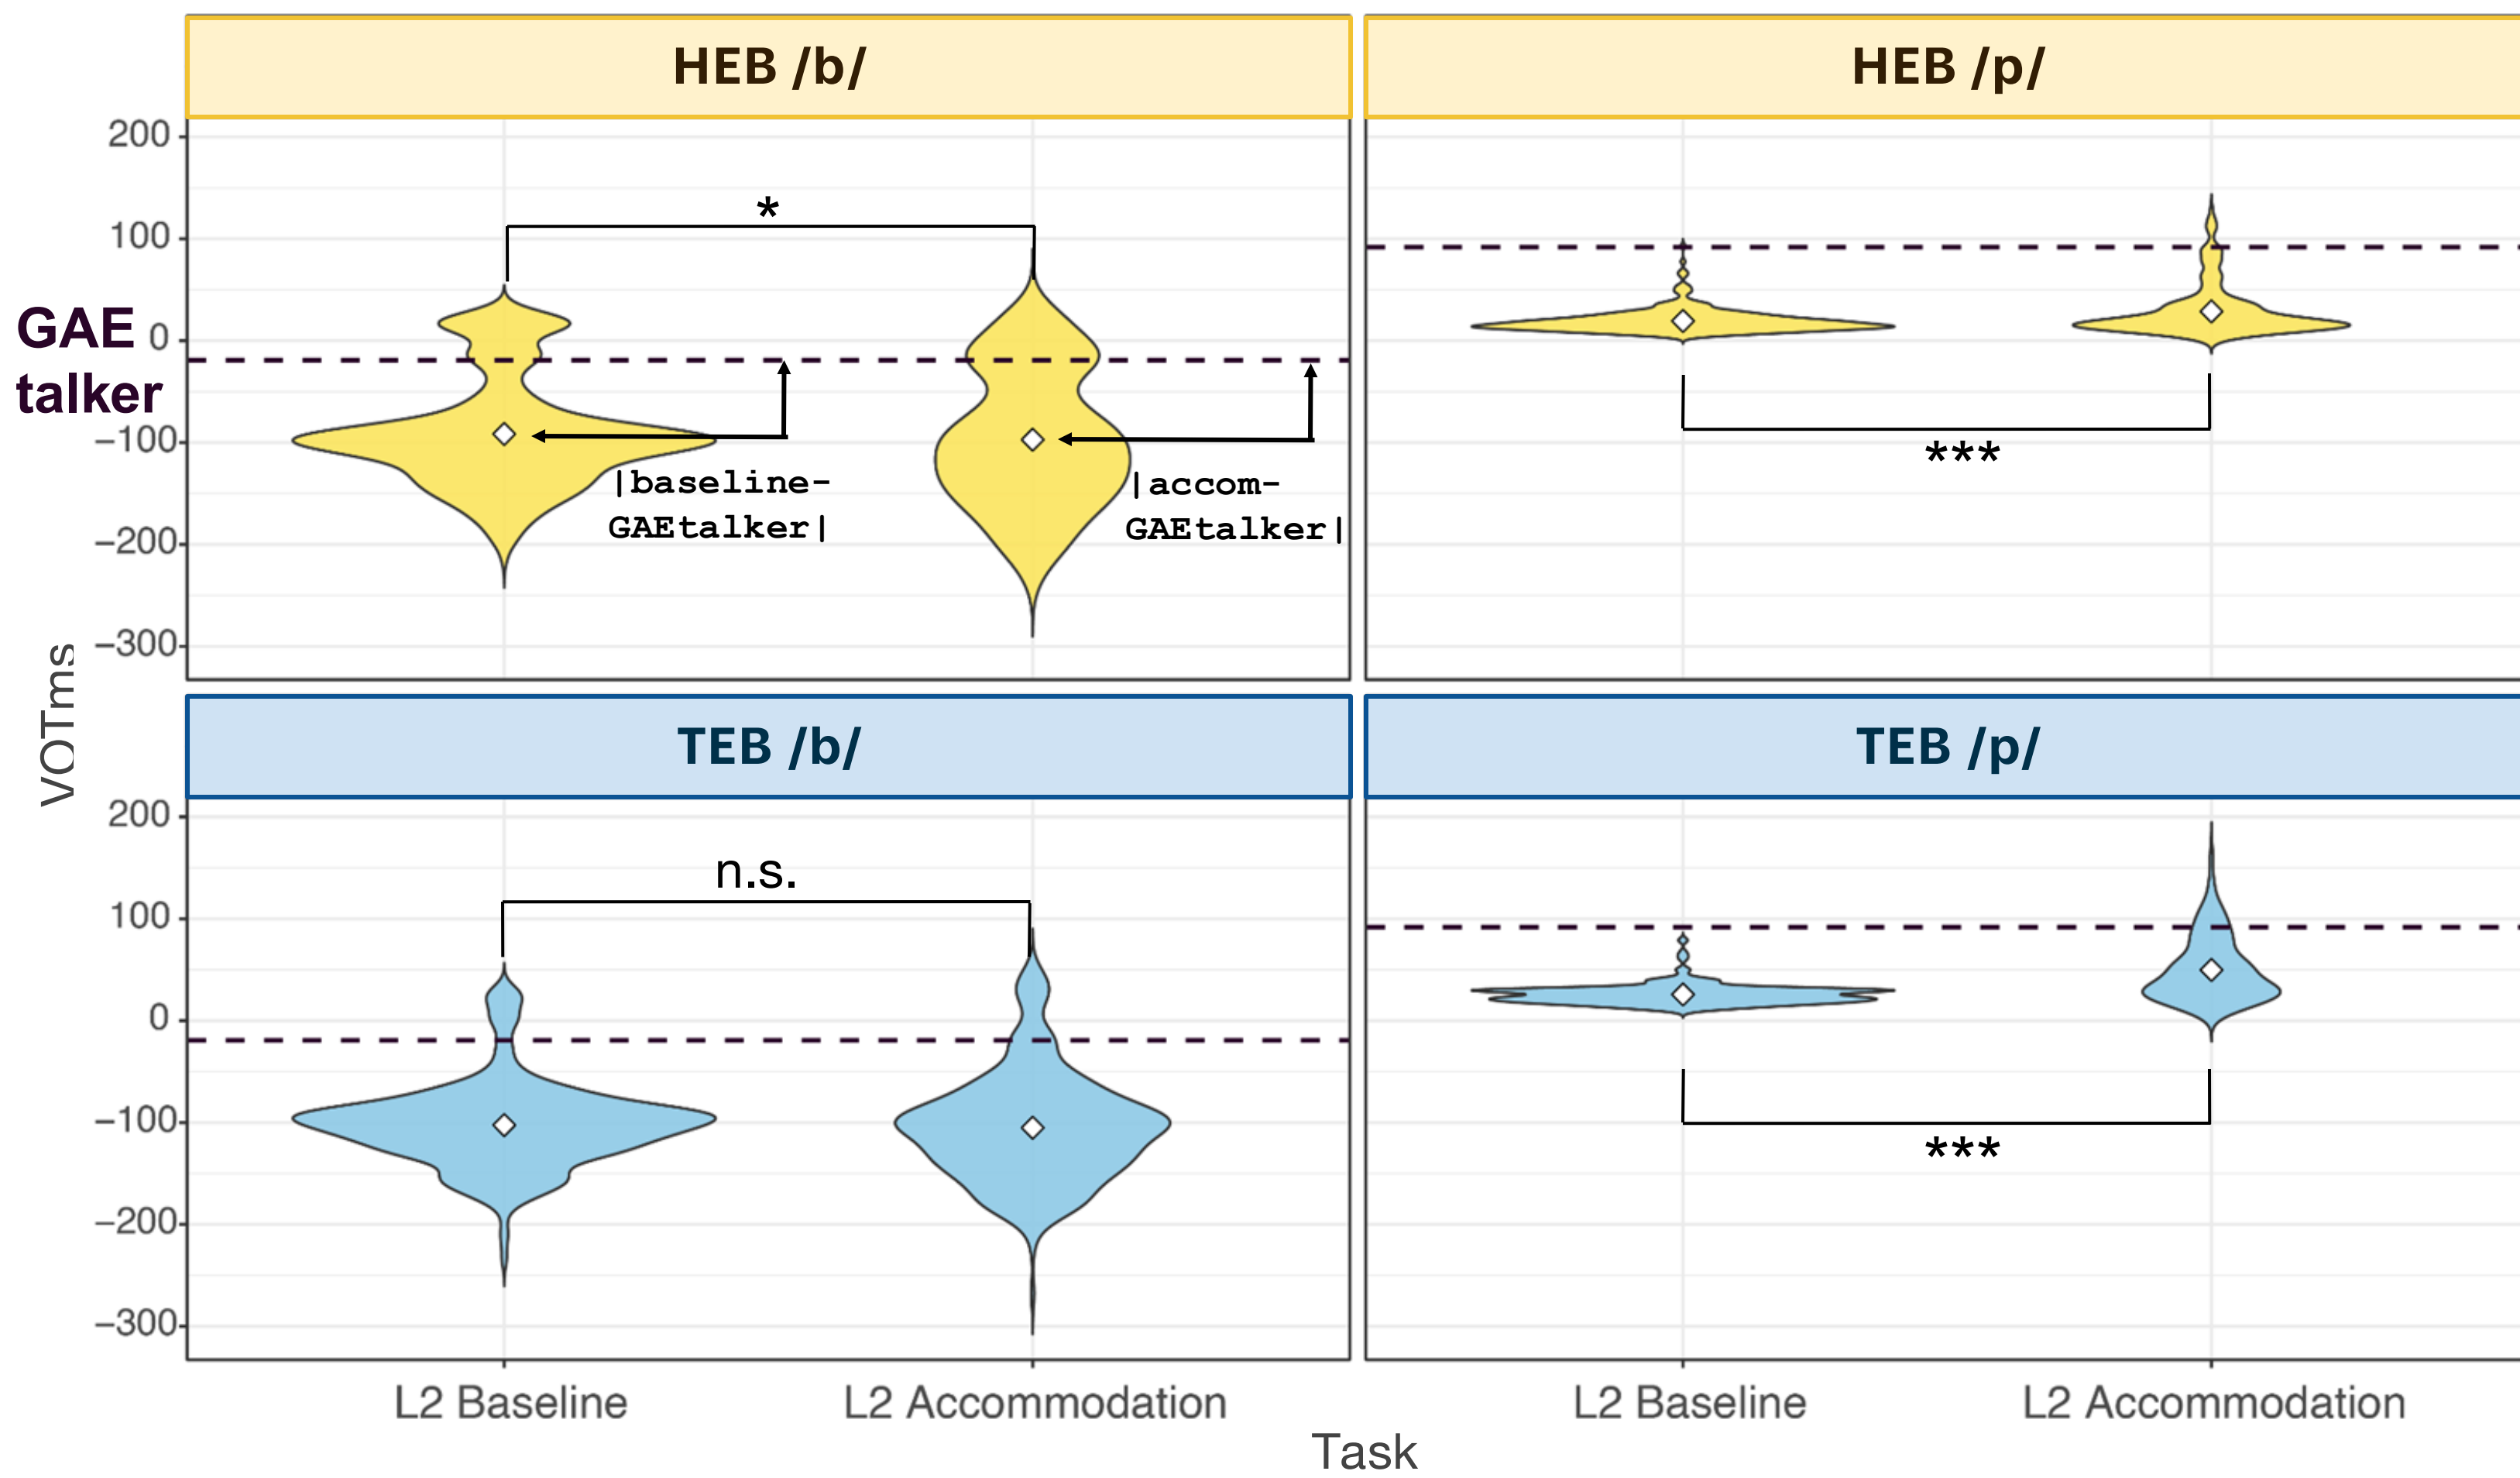 HEB /b/
HEB /p/
200
100
0
−100
−200
−300
GAE
talker
*
|baseline-
GAEtalker|
|accom-
GAEtalker|
***
VOTms
TEB /b/
TEB /p/
200
100
0
−100
−200
−300
n.s.
***
L2 Baseline
L2 Accommodation
L2 Baseline
L2 Accommodation
Task